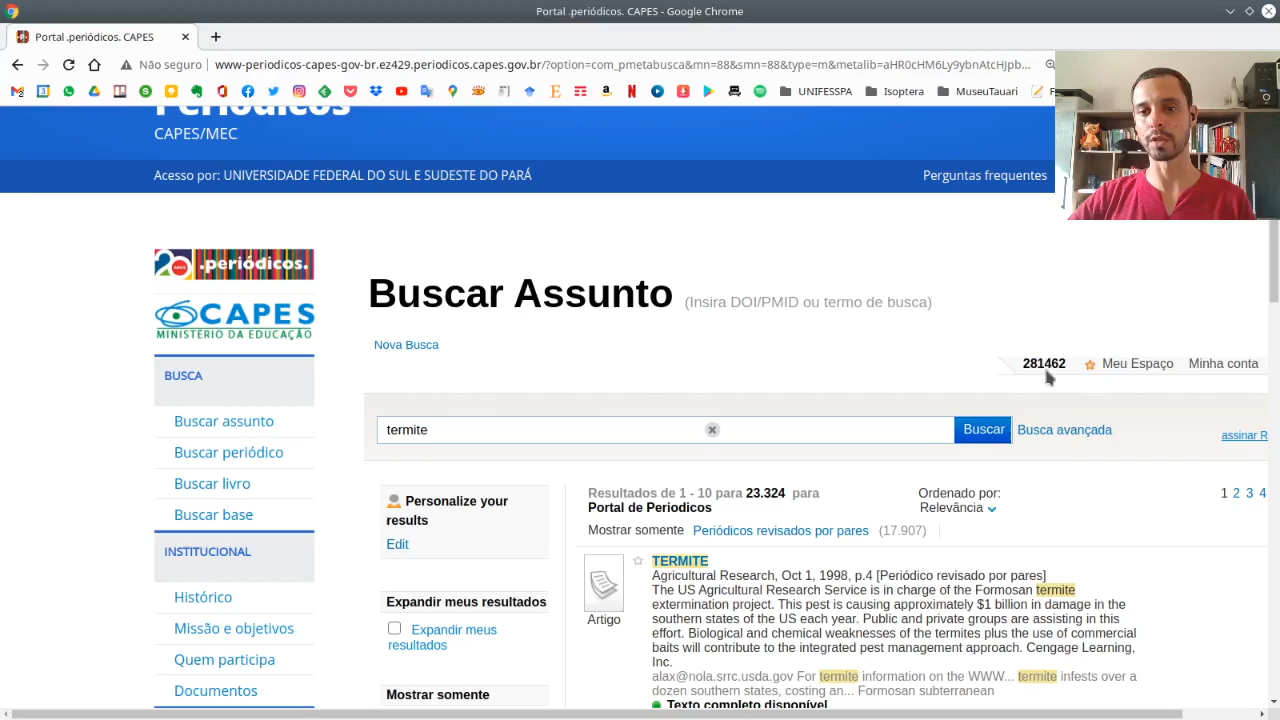 Portal .periódicos. CAPES - Google Chrome
Portal .periódicos. CAPES
Não seguro
www-periodicos-capes-gov-br.ez429.periodicos.capes.gov.br/?option=com_pmetabusca&mn=88&smn=88&type=m&metalib=aHR0cHM6Ly9ybnAtcHJpb...
UNIFESSPA
Isoptera
MuseuTauari
Periódicos
CAPES/MEC
Acesso por: UNIVERSIDADE FEDERAL DO SUL E SUDESTE DO PARÁ
Perguntas frequentes
20 ANOS .periódicos.
CAPES
MINISTÉRIO DA EDUCAÇÃO
BUSCA
Buscar assunto
Buscar periódico
Buscar livro
Buscar base
INSTITUCIONAL
Histórico
Missão e objetivos
Quem participa
Documentos
Buscar Assunto (Insira DOI/PMID ou termo de busca)
Nova Busca
281462 Meu Espaço Minha conta
termite
Buscar
Busca avançada
assinar R
Personalize your
results
Edit
Expandir meus resultados
Expandir meus
resultados
Mostrar somente
Resultados de 1 - 10 para 23.324 para
Portal de Periodicos
Ordenado por:
Relevância
1 2 3 4
Mostrar somente Periódicos revisados por pares (17.907)
Artigo
TERMITE
Agricultural Research, Oct 1, 1998, p.4 [Periódico revisado por pares]
The US Agricultural Research Service is in charge of the Formosan termite
extermination project. This pest is causing approximately $1 billion in damage in the
southern states of the US each year. Public and private groups are assisting in this
effort. Biological and chemical weaknesses of the termites plus the use of commercial
baits will contribute to the integrated pest management approach. Cengage Learning,
Inc.
alax@nola.srrc.usda.gov For termite information on the WWW... termite infests over a
dozen southern states, costing an... Formosan subterranean
Texto completo disponível